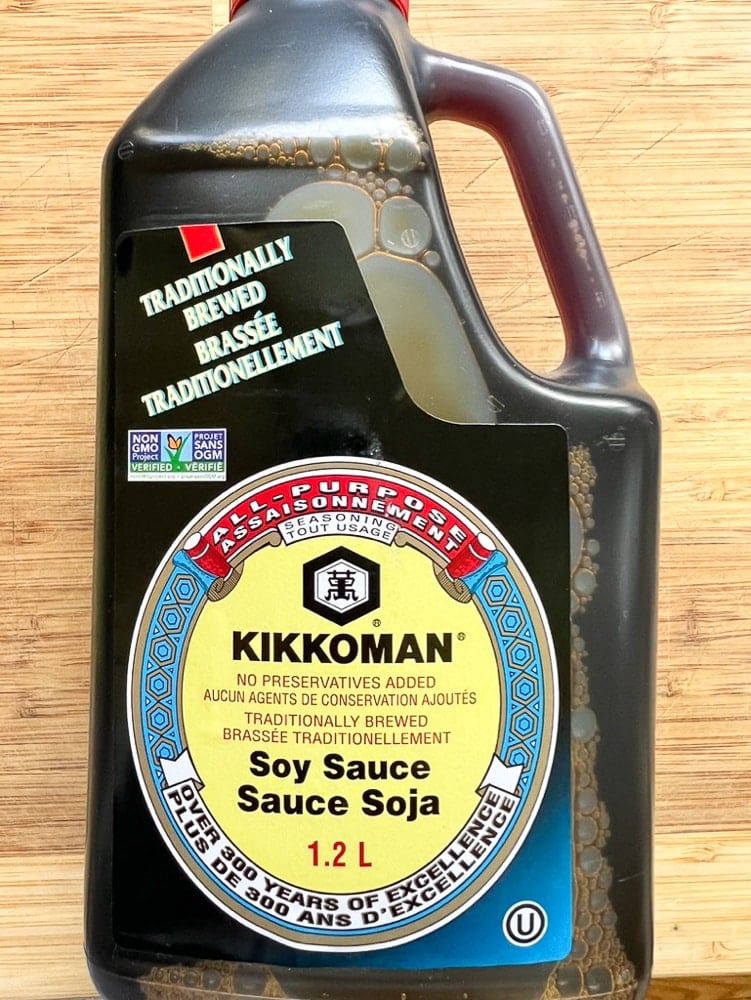 TRADITIONALLY
BREWED
BRASSÉE
TRADITIONELLEMENT
NON
GMO
Project
VERIFIED
PROJET
SANS
OGM
VÉRIFIÉ
ALL-PURPOSE
ASSAISONNEMENT
SEASONING
TOUT USAGE
萬
®
KIKKOMAN®
NO PRESERVATIVES ADDED
AUCUN AGENTS DE CONSERVATION AJOUTÉS
TRADITIONALLY BREWED
BRASSÉE TRADITIONELLEMENT
Soy Sauce
Sauce Soja
1.2 L
OVER 300 YEARS OF EXCELLENCE
PLUS DE 300 ANS D'EXCELLENCE
U